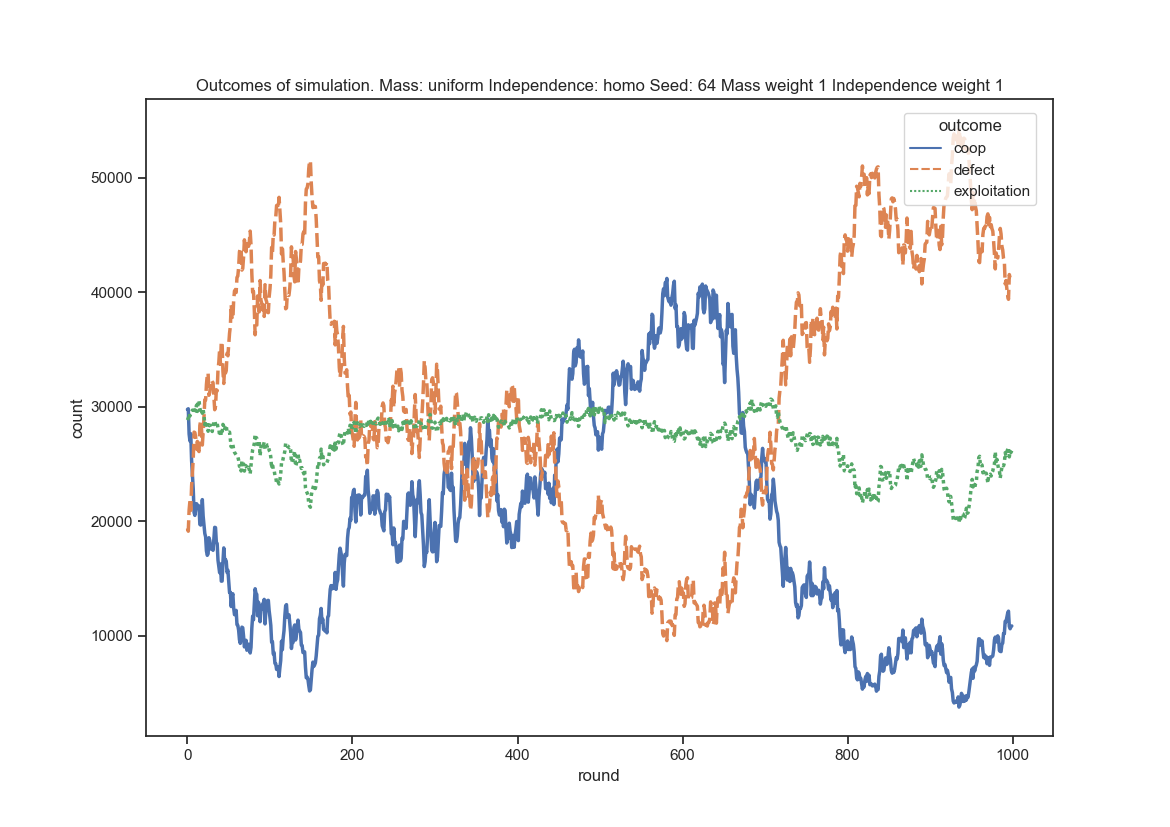 Outcomes of simulation. Mass: uniform Independence: homo Seed: 64 Mass weight 1 Independence weight 1
outcome
coop
defect
exploitation
50000
40000
30000
20000
10000
count
0 200 400 600 800 1000
round